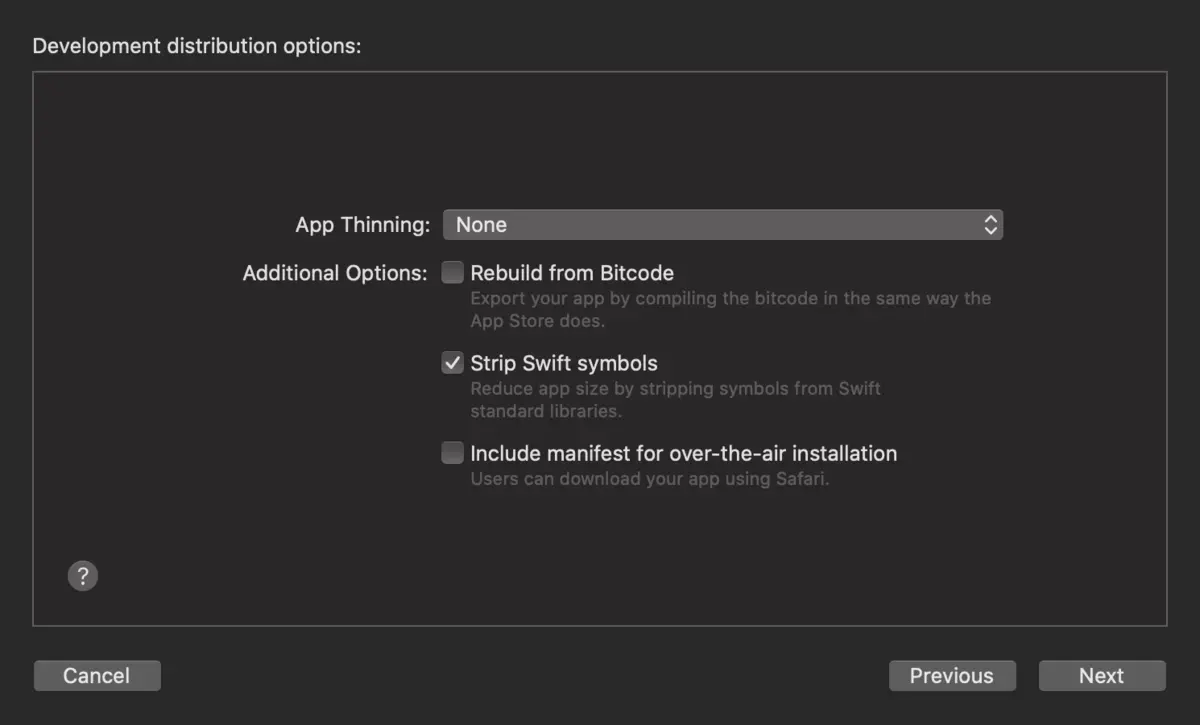 Development distribution options:
App Thinning: None
Additional Options: Rebuild from Bitcode
Export your app by compiling the bitcode in the same way the
App Store does.
Strip Swift symbols
Reduce app size by stripping symbols from Swift
standard libraries.
Include manifest for over-the-air installation
Users can download your app using Safari.
?
Cancel Previous Next